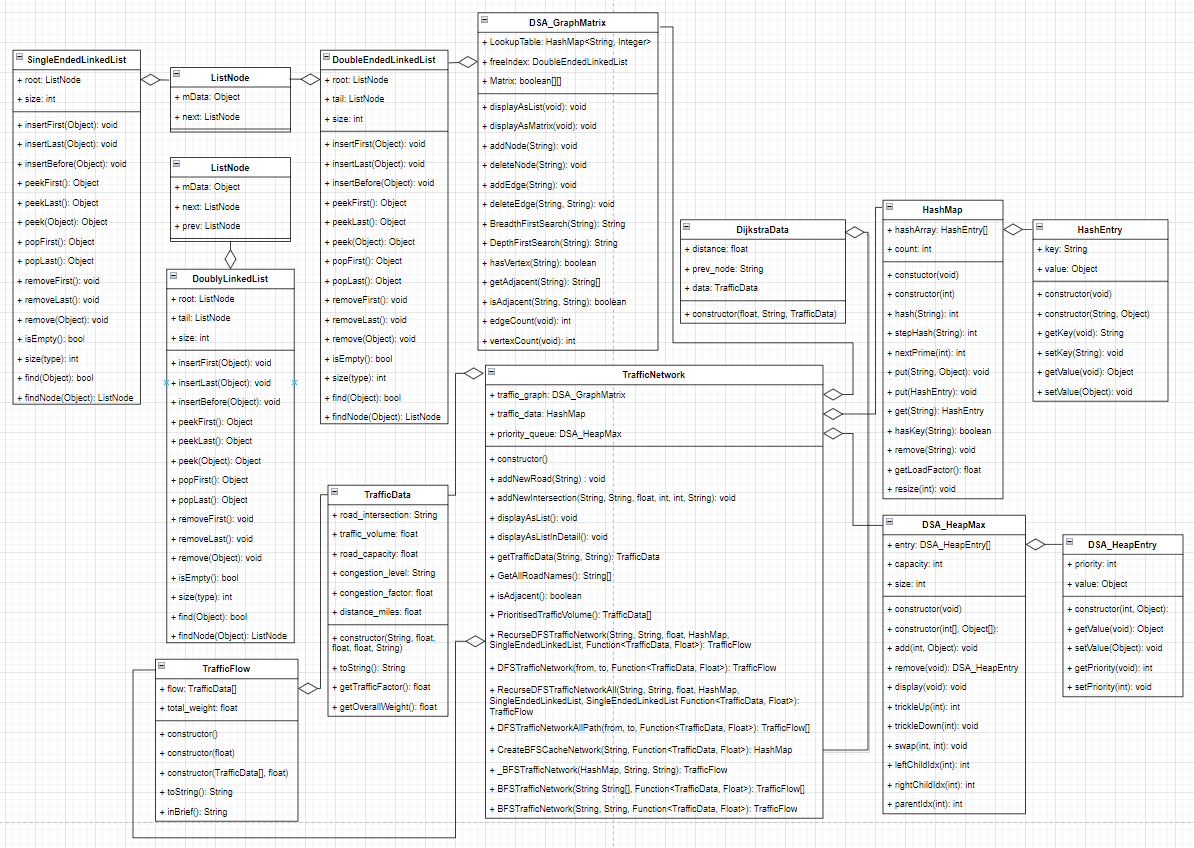 SingleEndedLinkedList
+ root: ListNode
+ size: int
+ insertFirst(Object): void
+ insertLast(Object): void
+ insertBefore(Object): void
+ peekFirst(): Object
+ peekLast(): Object
+ peek(Object): Object
+ popFirst(): Object
+ popLast(): Object
+ removeFirst(): void
+ removeLast(): void
+ remove(Object): void
+ isEmpty(): bool
+ size(type): int
+ find(Object): bool
+ findNode(Object): ListNode
ListNode
+ mData: Object
+ next: ListNode
ListNode
+ mData: Object
+ next: ListNode
+ prev: ListNode
DoublyLinkedList
+ root: ListNode
+ tail: ListNode
+ size: int
+ insertFirst(Object): void
+ insertLast(Object): void
+ insertBefore(Object): void
+ peekFirst(): Object
+ peekLast(): Object
+ peek(Object): Object
+ popFirst(): Object
+ popLast(): Object
+ removeFirst(): void
+ removeLast(): void
+ remove(Object): void
+ isEmpty(): bool
+ size(type): int
+ find(Object): bool
+ findNode(Object): ListNode
DoubleEndedLinkedList
+ root: ListNode
+ tail: ListNode
+ size: int
+ insertFirst(Object): void
+ insertLast(Object): void
+ insertBefore(Object): void
+ peekFirst(): Object
+ peekLast(): Object
+ peek(Object): Object
+ popFirst(): Object
+ popLast(): Object
+ removeFirst(): void
+ removeLast(): void
+ remove(Object): void
+ isEmpty(): bool
+ size(type): int
+ find(Object): bool
+ findNode(Object): ListNode
DSA_GraphMatrix
+ LookupTable: HashMap<String, Integer>
+ freeIndex: DoubleEndedLinkedList
+ Matrix: boolean[][]
+ displayAsList(void): void
+ displayAsMatrix(void): void
+ addNode(String): void
+ deleteNode(String): void
+ addEdge(String): void
+ deleteEdge(String, String): void
+ BreadthFirstSearch(String): String
+ DepthFirstSearch(String): String
+ hasVertex(String): boolean
+ getAdjacent(String): String[]
+ isAdjacent(String, String): boolean
+ edgeCount(void): int
+ vertexCount(void): int
DijkstraData
+ distance: float
+ prev_node: String
+ data: TrafficData
+ constructor(float, String, TrafficData)
HashMap
+ hashArray: HashEntry[]
+ count: int
+ constuctor(void)
+ constructor(int)
+ hash(String): int
+ stepHash(String): int
+ nextPrime(int): int
+ put(String, Object): void
+ put(HashEntry): void
+ get(String): HashEntry
+ hasKey(String): boolean
+ remove(String): void
+ getLoadFactor(): float
+ resize(int): void
HashEntry
+ key: String
+ value: Object
+ constructor(void)
+ constructor(String, Object)
+ getKey(void): String
+ setKey(String): void
+ getValue(void): Object
+ setValue(Object): void
TrafficNetwork
+ traffic_graph: DSA_GraphMatrix
+ traffic_data: HashMap
+ priority_queue: DSA_HeapMax
+ constructor()
+ addNewRoad(String) : void
+ addNewIntersection(String, String, float, int, int, String): void
+ displayAsList(): void
+ displayAsListInDetail(): void
+ getTrafficData(String, String): TrafficData
+ GetAllRoadNames(): String[]
+ isAdjacent(): boolean
+ PrioritisedTrafficVolume(): TrafficData[]
+ RecurseDFSTrafficNetwork(String, String, float, HashMap,
SingleEndedLinkedList, Function<TrafficData, Float>): TrafficFlow
+ DFSTrafficNetwork(from, to, Function<TrafficData, Float>): TrafficFlow
+ RecurseDFSTrafficNetworkAll(String, String, float, HashMap,
SingleEndedLinkedList, SingleEndedLinkedList Function<TrafficData, Float>):
TrafficFlow
+ DFSTrafficNetworkAllPath(from, to, Function<TrafficData, Float>): TrafficFlow[]
+ CreateBFSCacheNetwork(String, Function<TrafficData, Float>): HashMap
+ _BFSTrafficNetwork(HashMap, String, String): TrafficFlow
+ BFSTrafficNetwork(String String[], Function<TrafficData, Float>): TrafficFlow[]
+ BFSTrafficNetwork(String, String, Function<TrafficData, Float>): TrafficFlow
TrafficData
+ road_intersection: String
+ traffic_volume: float
+ road_capacity: float
+ congestion_level: String
+ congestion_factor: float
+ distance_miles: float
+ constructor(String, float,
float, float, String)
+ toString(): String
+ getTrafficFactor(): float
+ getOverallWeight(): float
TrafficFlow
+ flow: TrafficData[]
+ total_weight: float
+ constructor()
+ constructor(float)
+ constructor(TrafficData[], float)
+ toString(): String
+ inBrief(): String
DSA_HeapMax
+ entry: DSA_HeapEntry[]
+ capacity: int
+ size: int
+ constructor(void)
+ constructor(int[], Object[]):
+ add(int, Object): void
+ remove(void): DSA_HeapEntry
+ display(void): void
+ trickleUp(int): int
+ trickleDown(int): void
+ swap(int, int): void
+ leftChildIdx(int): int
+ rightChildIdx(int): int
+ parentIdx(int): int
DSA_HeapEntry
+ priority: int
+ value: Object
+ constructor(int, Object):
+ getValue(void): Object
+ setValue(Object): void
+ getPriority(void): int
+ setPriority(int): void